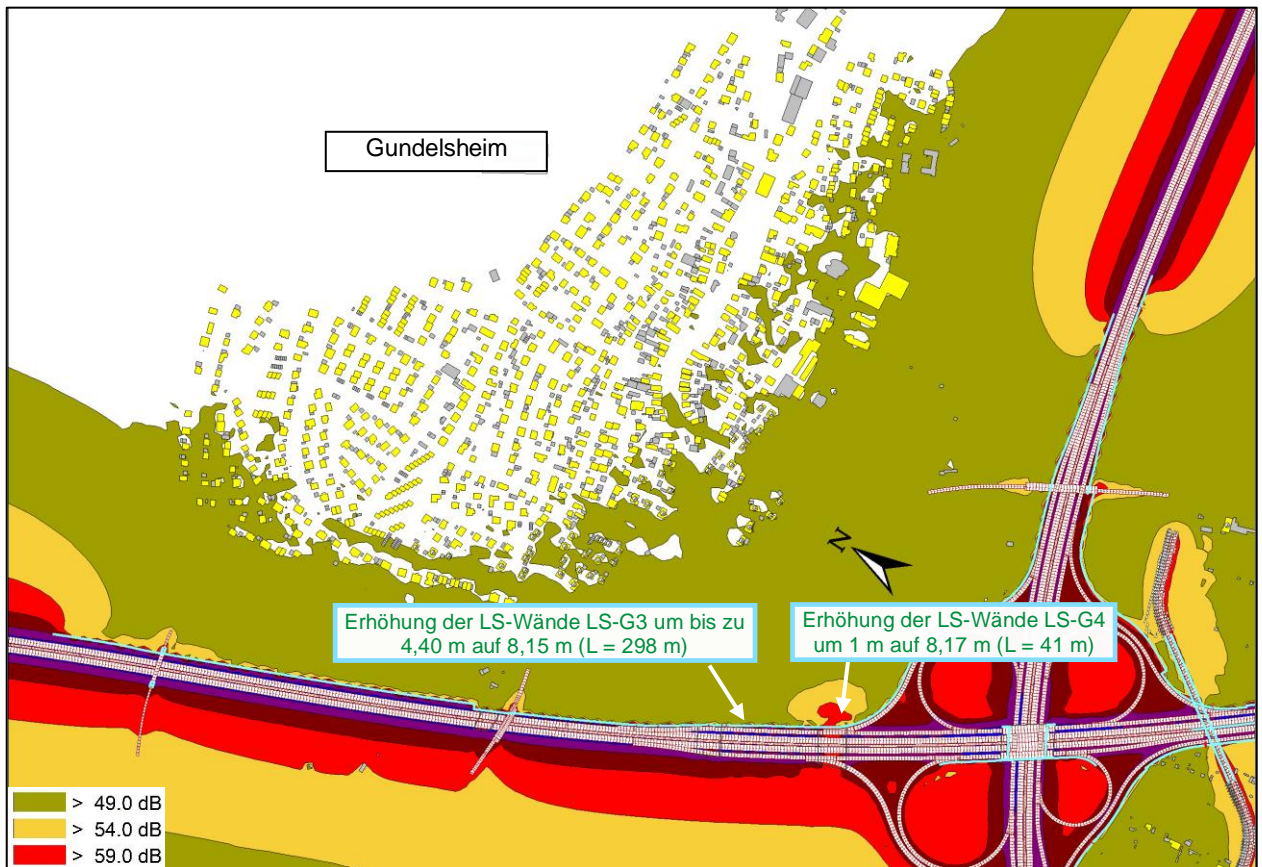 Gundelsheim
N
Erhöhung der LS-Wände LS-G3 um bis zu
4,40 m auf 8,15 m (L = 298 m)
Erhöhung der LS-Wände LS-G4
um 1 m auf 8,17 m (L = 41 m)
> 49.0 dB
> 54.0 dB
> 59.0 dB